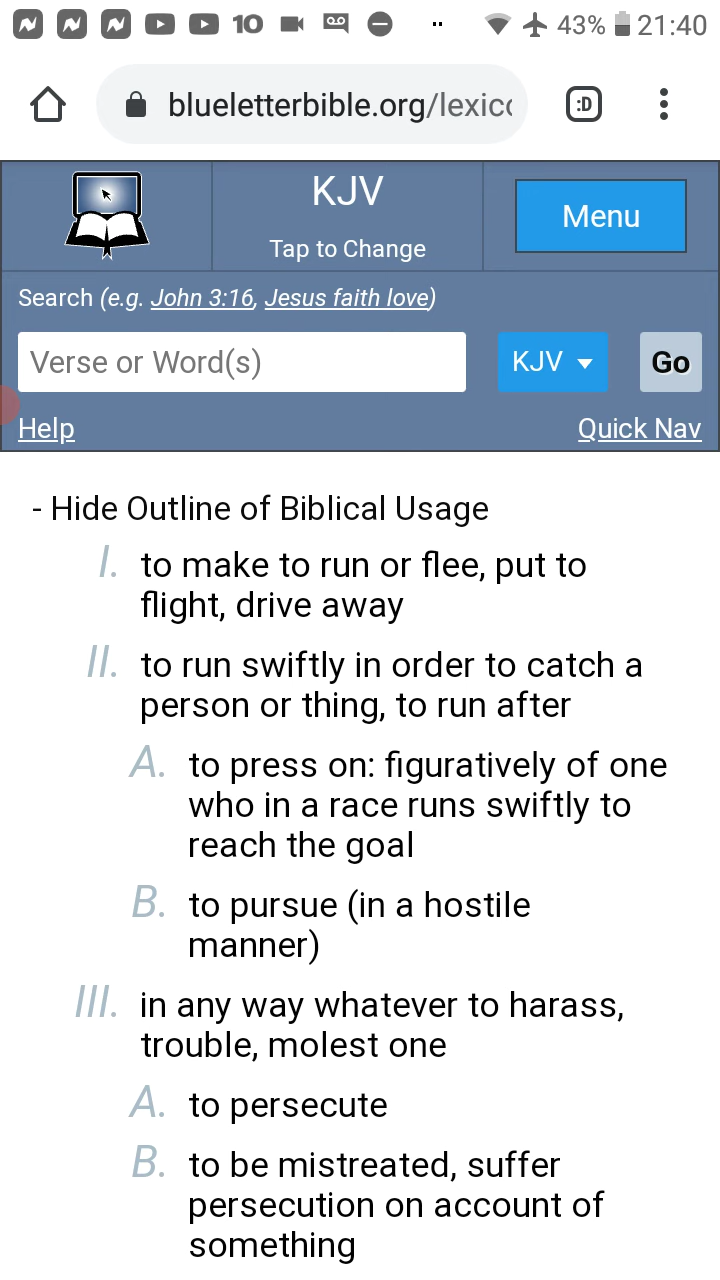 10 43% 21:40
blueletterbible.org/lexico :D
KJV
Menu
Tap to Change
Search (e.g. John 3:16, Jesus faith love)
Verse or Word(s) KJV Go
Help Quick Nav
- Hide Outline of Biblical Usage
I. to make to run or flee, put to
flight, drive away
II. to run swiftly in order to catch a
person or thing, to run after
A. to press on: figuratively of one
who in a race runs swiftly to
reach the goal
B. to pursue (in a hostile
manner)
III. in any way whatever to harass,
trouble, molest one
A. to persecute
B. to be mistreated, suffer
persecution on account of
something